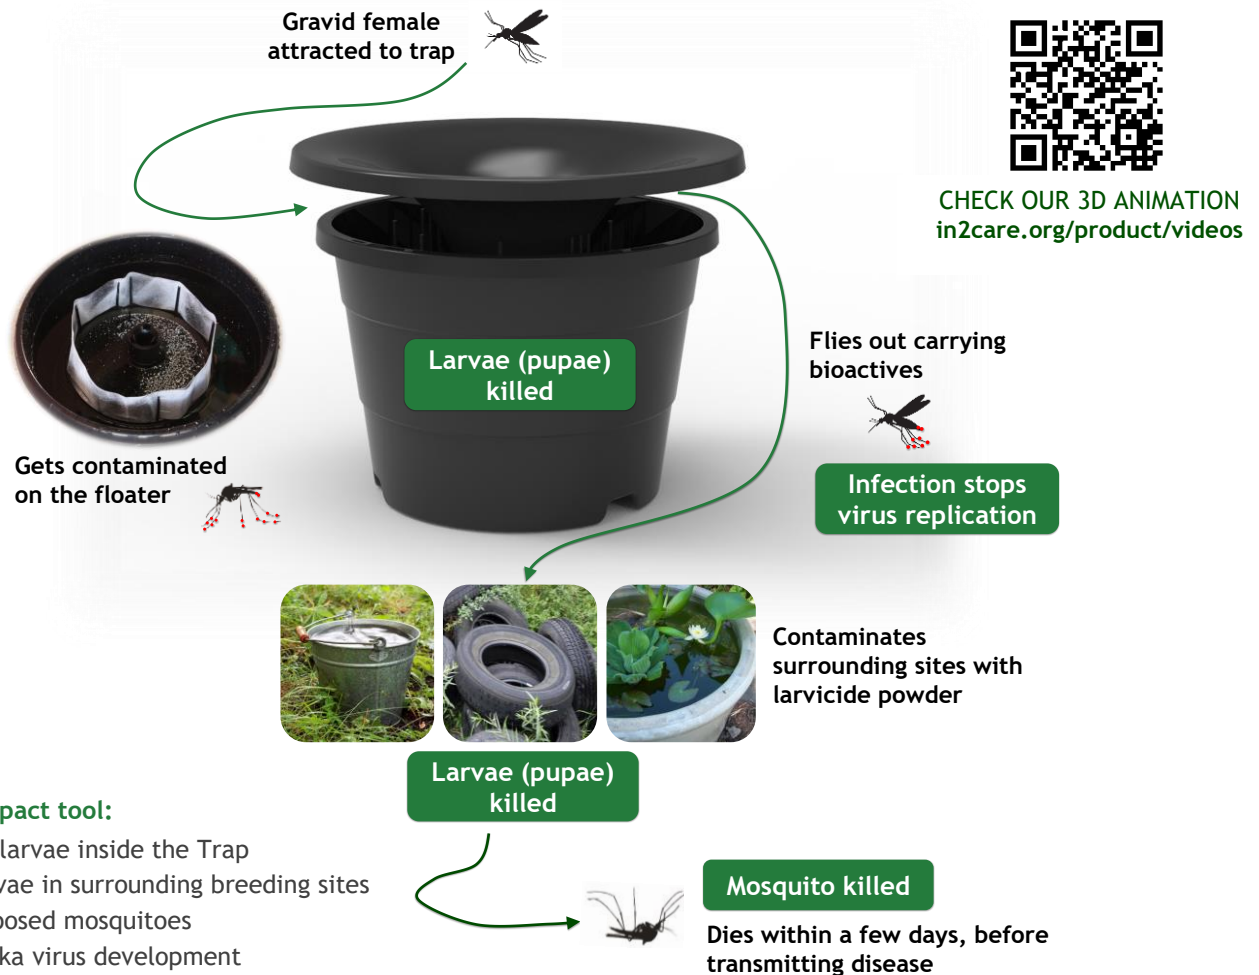 Gravid female
attracted to trap
CHECK OUR 3D ANIMATION
in2care.org/product/videos
Larvae (pupae)
killed
Flies out carrying
bioactives
Gets contaminated
on the floater
Infection stops
virus replication
Contaminates
surrounding sites with
larvicide powder
Larvae (pupae)
killed
pact tool:
larvae inside the Trap
vae in surrounding breeding sites
posed mosquitoes
ka virus development
Mosquito killed
Dies within a few days, before
transmitting disease